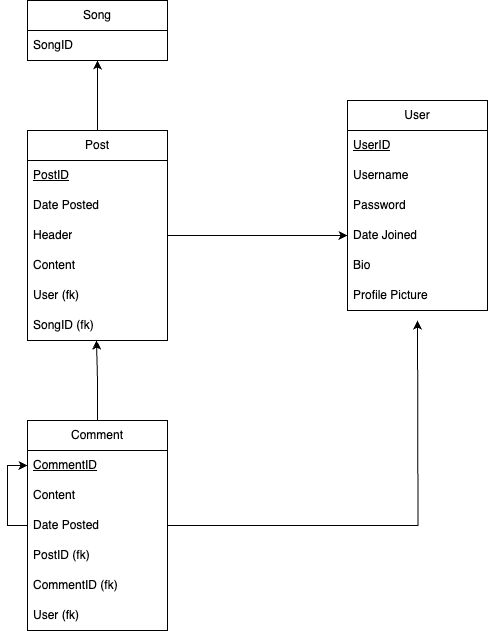 Song
SongID
Post
PostID
Date Posted
Header
Content
User (fk)
SongID (fk)
User
UserID
Username
Password
Date Joined
Bio
Profile Picture
Comment
CommentID
Content
Date Posted
PostID (fk)
CommentID (fk)
User (fk)